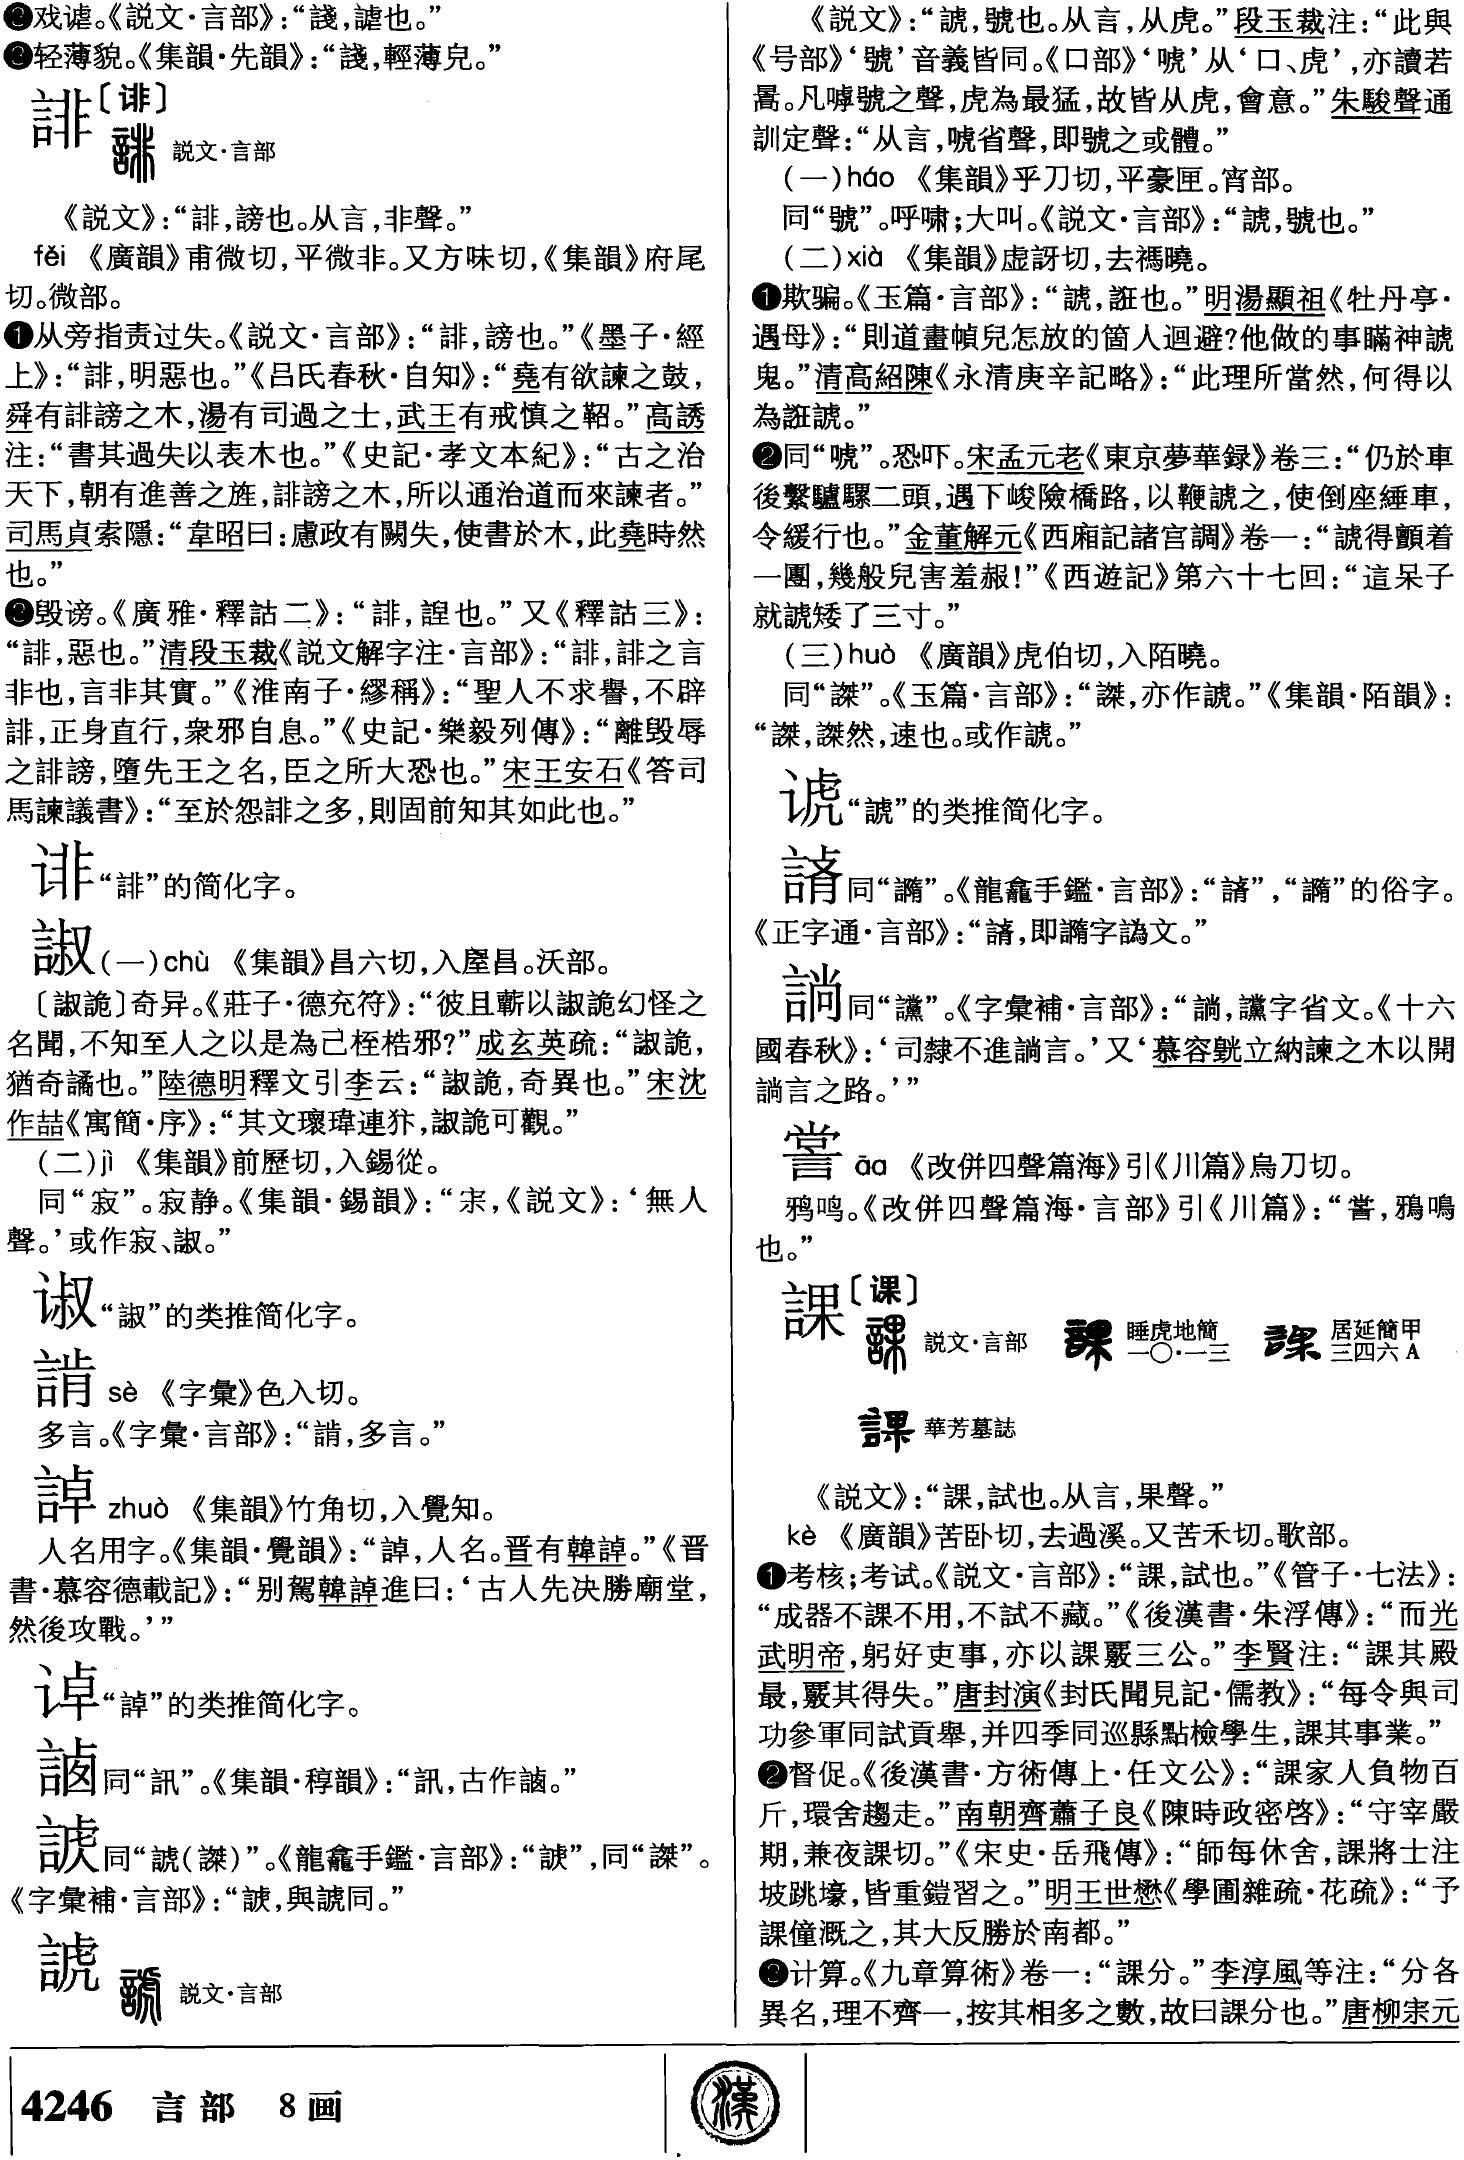 ❷戏谑。《説文·言部》：“諓，謔也。”
❸轻薄貌。《集韻·先韻》：“諓，輕薄皃。”
誹〔诽〕
説文·言部
《説文》：“誹，謗也。从言，非聲。”
fěi 《廣韻》甫微切，平微非。又方味切，《集韻》府尾
切。微部。
❶从旁指责过失。《説文·言部》：“誹，謗也。”《墨子·經
上》：“誹，明惡也。”《吕氏春秋·自知》：“堯有欲諫之鼓，
舜有誹謗之木，湯有司過之士，武王有戒慎之鞀。”高誘
注：“書其過失以表木也。”《史記·孝文本紀》：“古之治
天下，朝有進善之旌，誹謗之木，所以通治道而來諫者。”
司馬貞索隱：“韋昭曰：慮政有闕失，使書於木，此堯時然
也。”
❷毁谤。《廣雅·釋詁二》：“誹，諻也。”又《釋詁三》：
“誹，惡也。”清段玉裁《説文解字注·言部》：“誹，誹之言
非也，言非其實。”《淮南子·繆稱》：“聖人不求譽，不辟
誹，正身直行，衆邪自息。”《史記·樂毅列傳》：“離毁辱
之誹謗，墮先王之名，臣之所大恐也。”宋王安石《答司
馬諫議書》：“至於怨誹之多，則固前知其如此也。”
诽“誹”的简化字。
諔(一)chù 《集韻》昌六切，入屋昌。沃部。
〔諔詭〕奇异。《莊子·德充符》：“彼且蘄以諔詭幻怪之
名聞，不知至人之以是為己桎梏邪？”成玄英疏：“諔詭，
猶奇譎也。”陸德明釋文引李云：“諔詭，奇異也。”宋沈
作喆《寓簡·序》：“其文瓌瑋連犿，諔詭可觀。”
(二)jì 《集韻》前歷切，入錫從。
同“寂”。寂静。《集韻·錫韻》：“宋，《説文》：‘無人
聲。’或作寂、諔。”
“諔”的类推简化字。
sè 《字彙》色入切。
多言。《字彙·言部》：“ ，多言。”
諄 zhuò 《集韻》竹角切，入覺知。
人名用字。《集韻·覺韻》：“䛬，人名。晋有韓䛬。”《晋
書·慕容德載記》：“别駕韓䛬進曰：‘古人先决勝廟堂，
然後攻戰。’”
“䛬”的类推简化字。
同“訊”。《集韻·稕韻》：“訊，古作 。”
同“諕(謋)”。《龍龕手鑑·言部》：“ ”，同“謋”。
《字彙補·言部》：“ ，與諕同。”
諕
説文·言部
《説文》：“諕，號也。从言，从虎。”段玉裁注：“此與
《号部》‘號’音義皆同。《口部》‘唬’从‘口、虎’，亦讀若
暠。凡嘑號之聲，虎為最猛，故皆从虎，會意。”朱駿聲通
訓定聲：“从言，唬省聲，即號之或體。”
(一)háo 《集韻》乎刀切，平豪匣。宵部。
同“號”。呼啸；大叫。《説文·言部》：“諕，號也。”
(二)xià 《集韻》虚訝切，去禡曉。
❶欺骗。《玉篇·言部》：“諕，誑也。”明湯顯祖《牡丹亭·
遇母》：“則道畫幀兒怎放的箇人迴避？他做的事瞞神諕
鬼。”清高紹陳《永清庚辛記略》：“此理所當然，何得以
為誑諕。”
❷同“唬”。恐吓。宋孟元老《東京夢華録》卷三：“仍於車
後繫驢騾二頭，遇下峻險橋路，以鞭諕之，使倒座綞車，
令緩行也。”金董解元《西廂記諸宫調》卷一：“諕得顫着
一團，幾般兒害羞赧！”《西遊記》第六十七回：“這呆子
就諕矮了三寸。”
(三)huò 《廣韻》虎伯切，入陌曉。
同“謋”。《玉篇·言部》：“謋，亦作諕。”《集韻·陌韻》：
“謋，謋然，速也。或作諕。”
“諕”的类推简化字。
同“ ”。《龍龕手鑑·言部》：“ ”，“ ”的俗字。
《正字通·言部》：“ ，即 字譌文。”
同“讜”。《字彙補·言部》：“ ，讜字省文。《十六
國春秋》：‘司隸不進 言。’又‘慕容皝立納諫之木以開
言之路。’”
āɑ 《改併四聲篇海》引《川篇》烏刀切。
鸦鸣。《改併四聲篇海·言部》引《川篇》：“ ，鴉鳴
也。”
課〔课〕
説文·言部 睡虎地簡一〇·一三 居延簡甲三四六A
華芳墓誌
《説文》：“課，試也。从言，果聲。”
kè 《廣韻》苦卧切，去過溪。又苦禾切。歌部。
❶考核；考试。《説文·言部》：“課，試也。”《管子·七法》：
“成器不課不用，不試不藏。”《後漢書·朱浮傳》：“而光
武明帝，躬好吏事，亦以課覈三公。”李賢注：“課其殿
最，覈其得失。”唐封演《封氏聞見記·儒教》：“每令與司
功參軍同試貢舉，并四季同巡縣點檢學生，課其事業。”
❷督促。《後漢書·方術傳上·任文公》：“課家人負物百
斤，環舍趨走。”南朝齊蕭子良《陳時政密啓》：“守宰嚴
期，兼夜課切。”《宋史·岳飛傳》：“師每休舍，課將士注
坡跳壕，皆重鎧習之。”明王世懋《學圃雜疏·花疏》：“予
課僮溉之，其大反勝於南都。”
❸计算。《九章算術》卷一：“課分。”李淳風等注：“分各
異名，理不齊一，按其相多之數，故曰課分也。”唐柳宗元
4246 言部 8画
漢